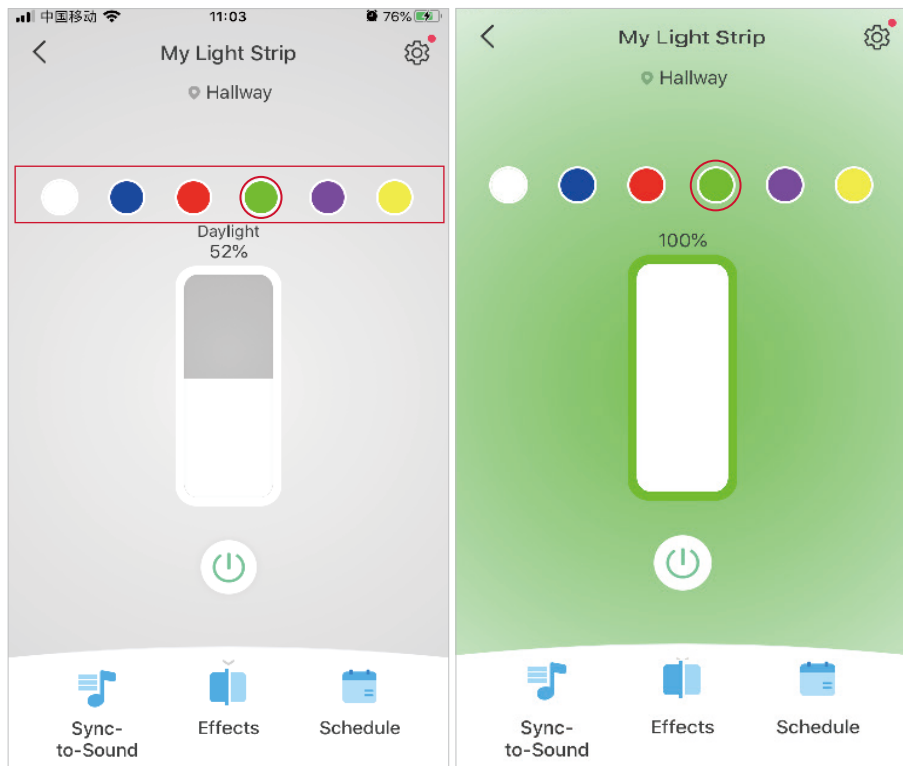 中国移动 11:03 76%
My Light Strip
Hallway
Daylight
52%
Sync-
to-Sound
Effects
Schedule
My Light Strip
Hallway
100%
Sync-
to-Sound
Effects
Schedule